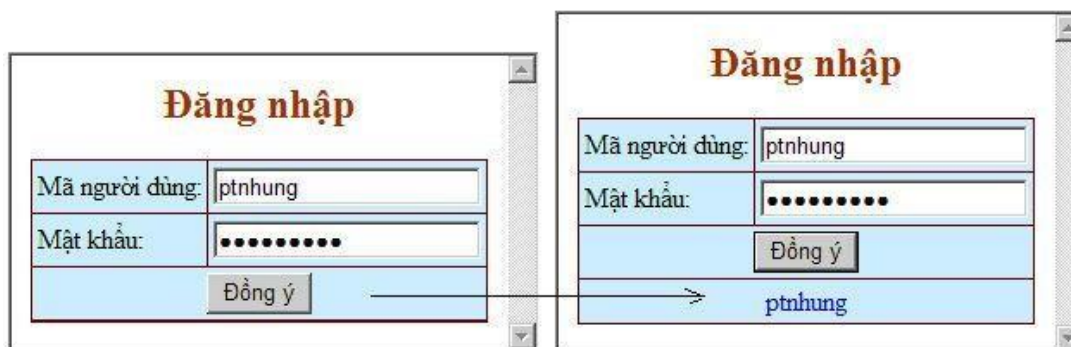 Đăng nhập
Mã người dùng: ptnhung
Mật khẩu: •••••••••
Đồng ý
Đăng nhập
Mã người dùng: ptnhung
Mật khẩu: •••••••••
Đồng ý
ptnhung